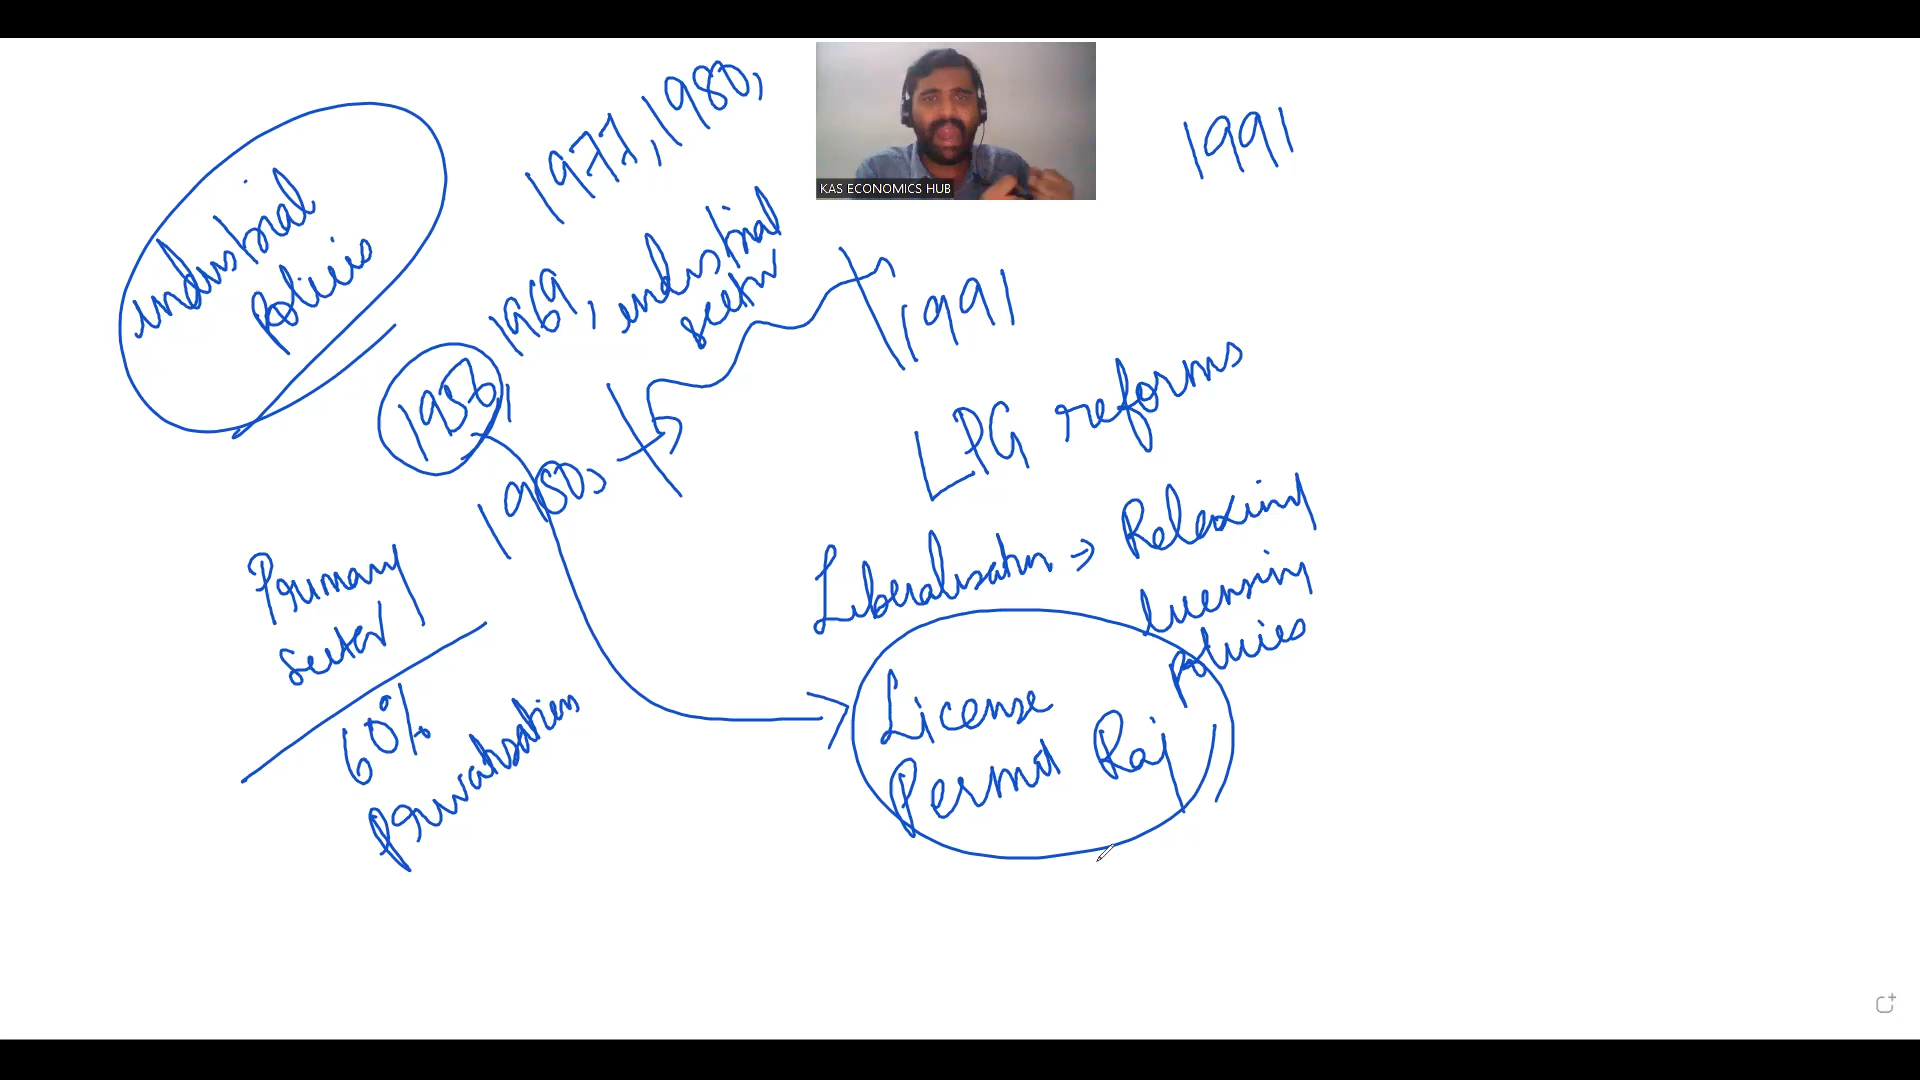 KAS ECONOMICS HUB
industrial
policies
1977, 1980,
1991
1956, 1969, industrial
sector
1950s
1991
LPG reforms
Liberalisation → Relaxing
licensing
policies
Primary
sector
60%
privatisation
License
Permit Raj